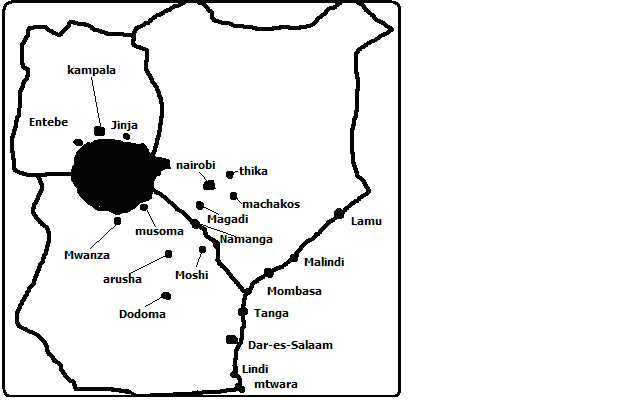 kampala
Entebe
Jinja
nairobi
thika
machakos
Magadi
Lamu
musoma
Namanga
Mwanza
Malindi
arusha
Moshi
Mombasa
Dodoma
Tanga
Dar-es-Salaam
Lindi
mtwara